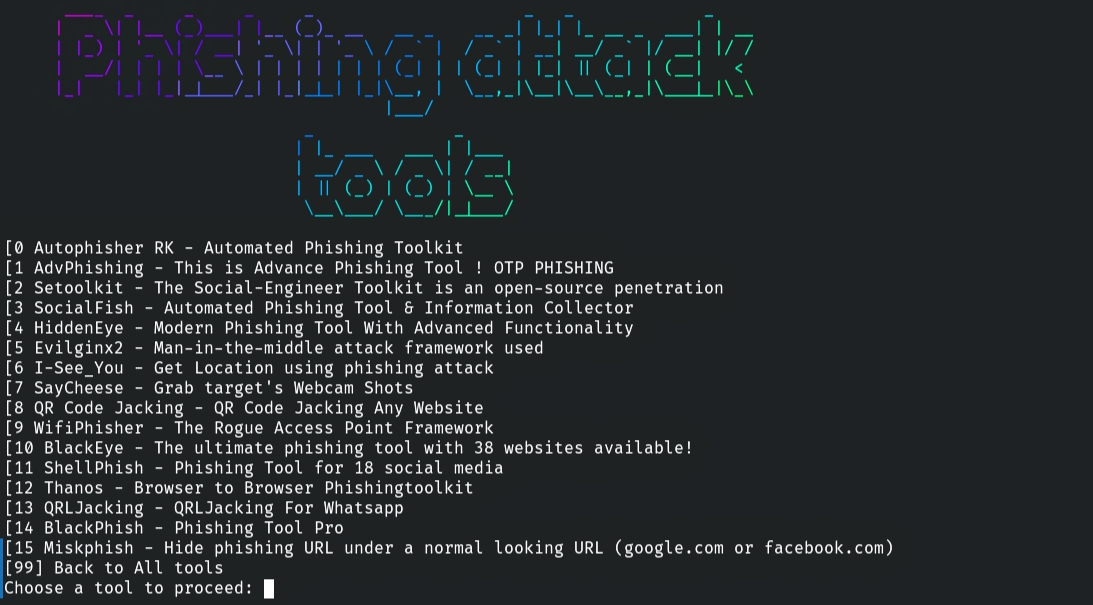 Phishing attack
tools
[0 Autophisher RK - Automated Phishing Toolkit
[1 AdvPhishing - This is Advance Phishing Tool ! OTP PHISHING
[2 Setoolkit - The Social-Engineer Toolkit is an open-source penetration
[3 SocialFish - Automated Phishing Tool & Information Collector
[4 HiddenEye - Modern Phishing Tool With Advanced Functionality
[5 Evilginx2 - Man-in-the-middle attack framework used
[6 I-See_You - Get Location using phishing attack
[7 SayCheese - Grab target's Webcam Shots
[8 QR Code Jacking - QR Code Jacking Any Website
[9 WifiPhisher - The Rogue Access Point Framework
[10 BlackEye - The ultimate phishing tool with 38 websites available!
[11 ShellPhish - Phishing Tool for 18 social media
[12 Thanos - Browser to Browser Phishingtoolkit
[13 QRLJacking - QRLJacking For Whatsapp
[14 BlackPhish - Phishing Tool Pro
[15 Miskphish - Hide phishing URL under a normal looking URL (google.com or facebook.com)
[99] Back to All tools
Choose a tool to proceed: